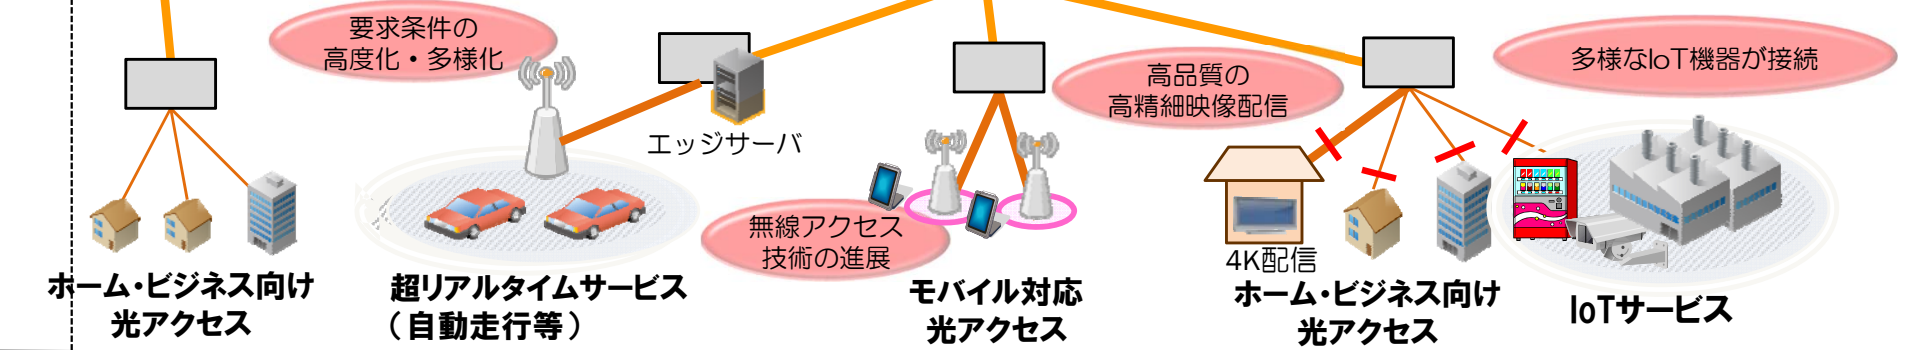 要求条件の
高度化・多様化
高品質の
高精細映像配信
多様なIoT機器が接続
エッジサーバ
無線アクセス
技術の進展
4K配信
ホーム・ビジネス向け
光アクセス
超リアルタイムサービス
（自動走行等）
モバイル対応
光アクセス
ホーム・ビジネス向け
光アクセス
IoTサービス